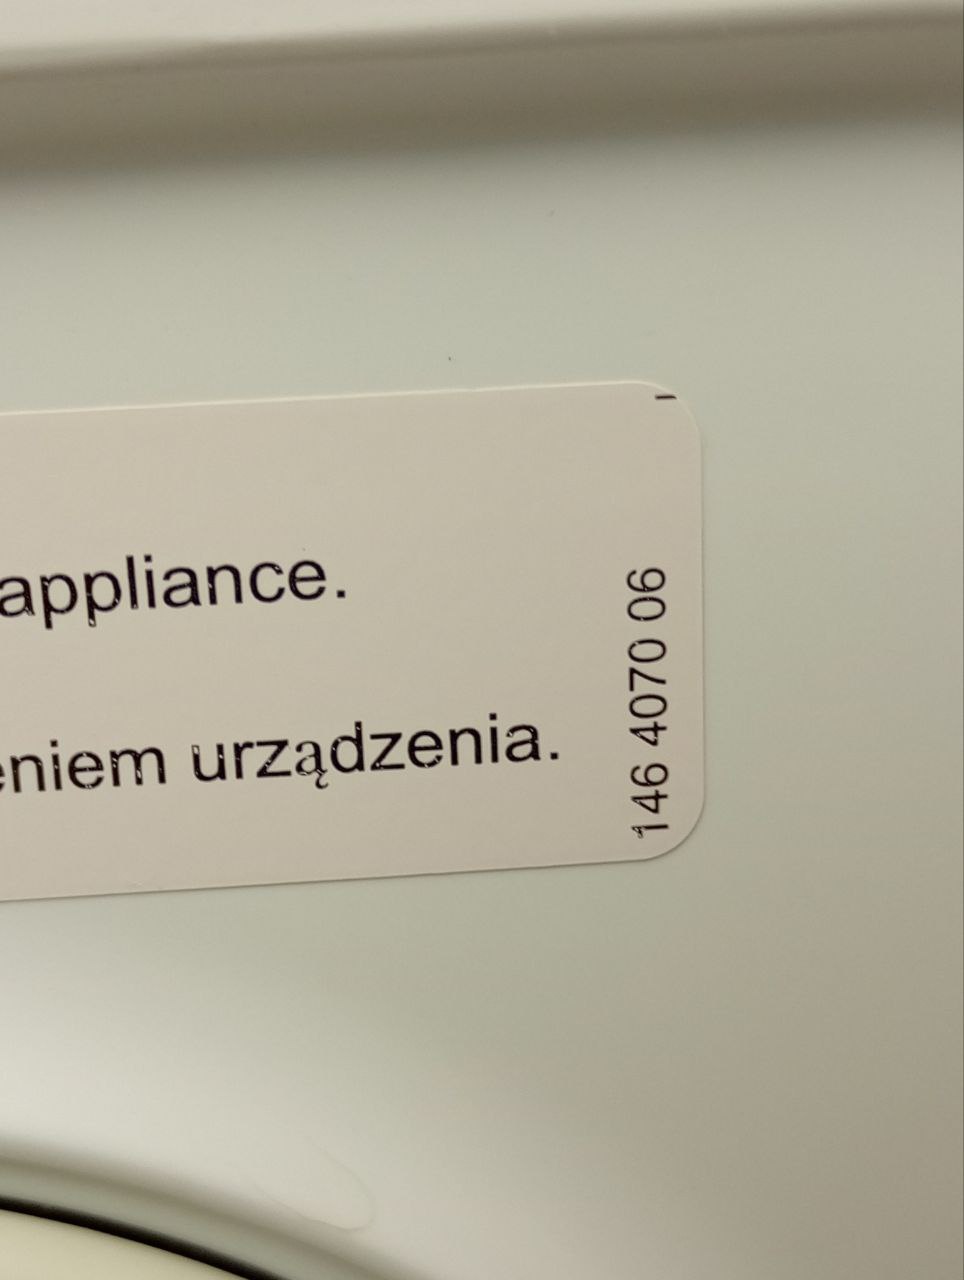 appliance.
eniem urządzenia.
146 4070 06